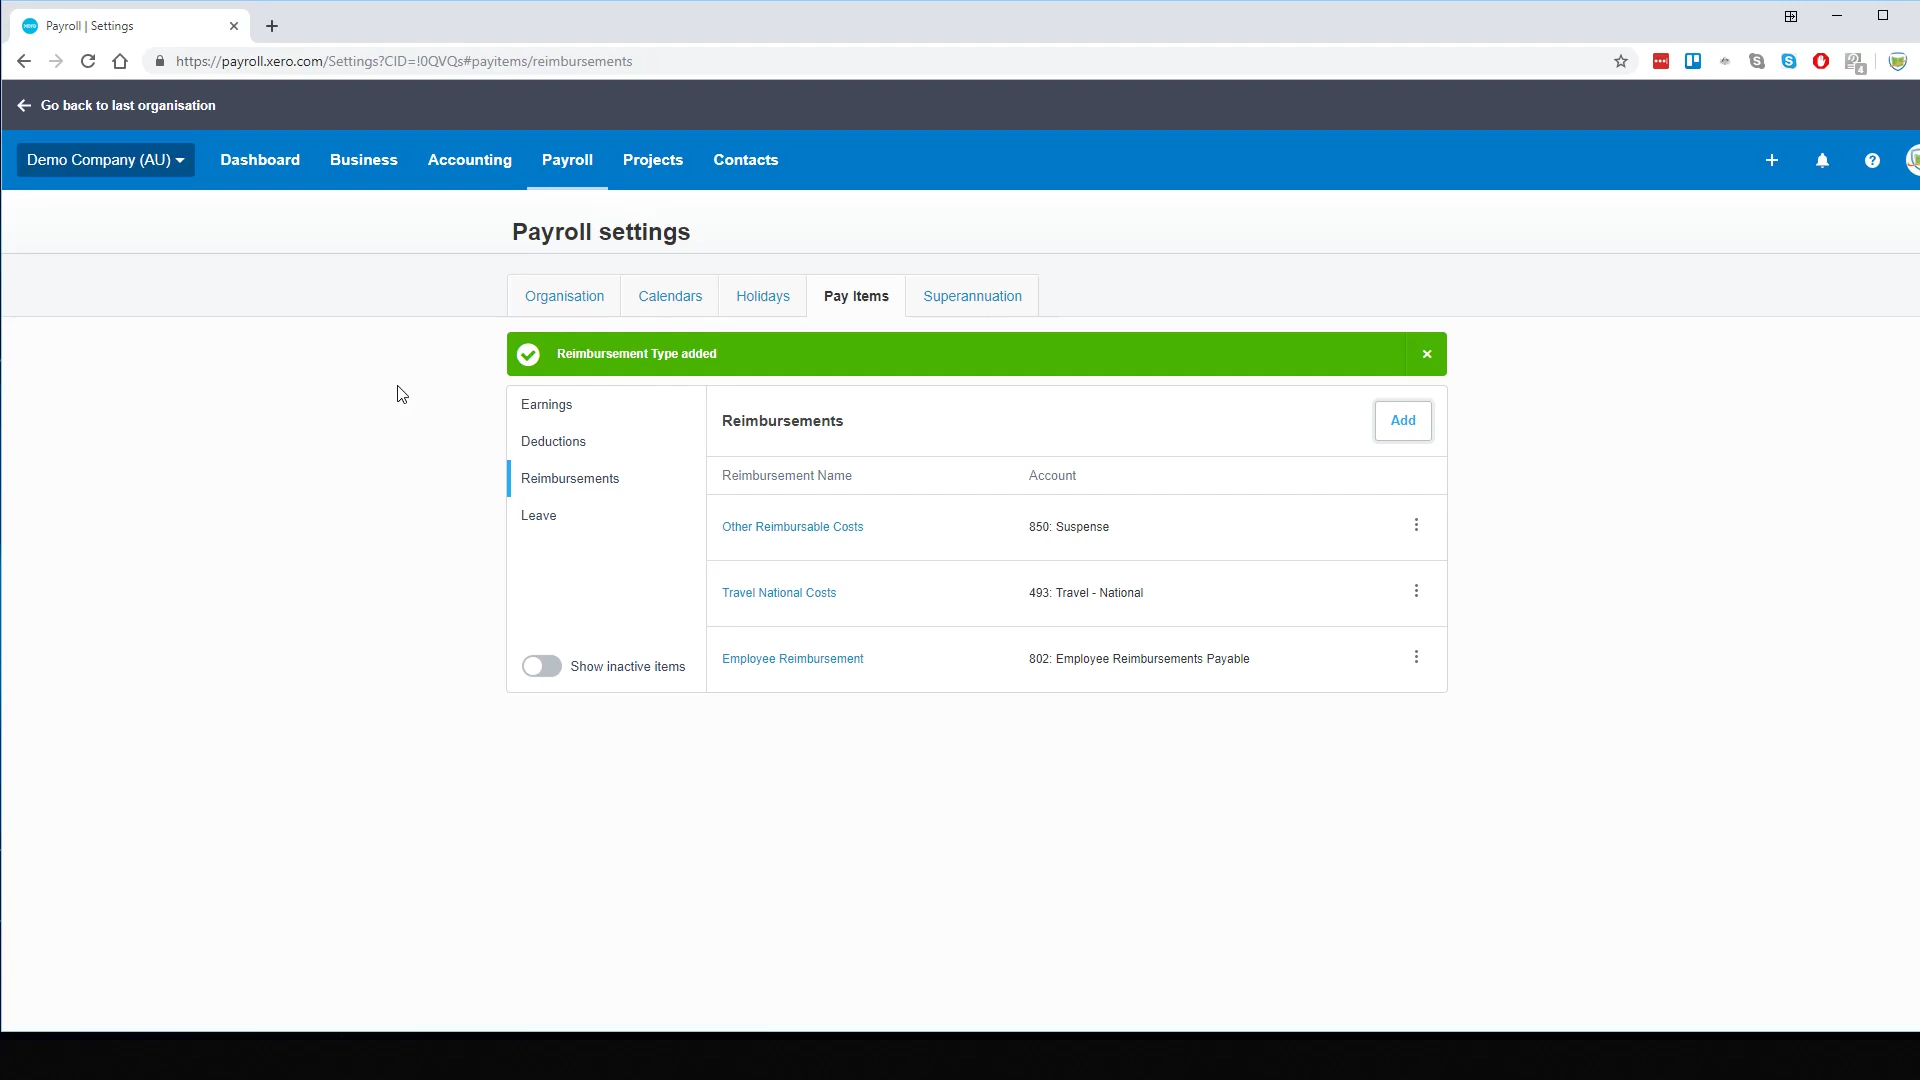 Payroll | Settings
https://payroll.xero.com/Settings?CID=!0QVQs#payitems/reimbursements
4
Go back to last organisation
Demo Company (AU)
Dashboard
Business
Accounting
Payroll
Projects
Contacts
Payroll settings
Organisation
Calendars
Holidays
Pay Items
Superannuation
Reimbursement Type added
Earnings
Deductions
Reimbursements
Leave
Show inactive items
Reimbursements
Add
Reimbursement Name
Account
Other Reimbursable Costs
850: Suspense
Travel National Costs
493: Travel - National
Employee Reimbursement
802: Employee Reimbursements Payable